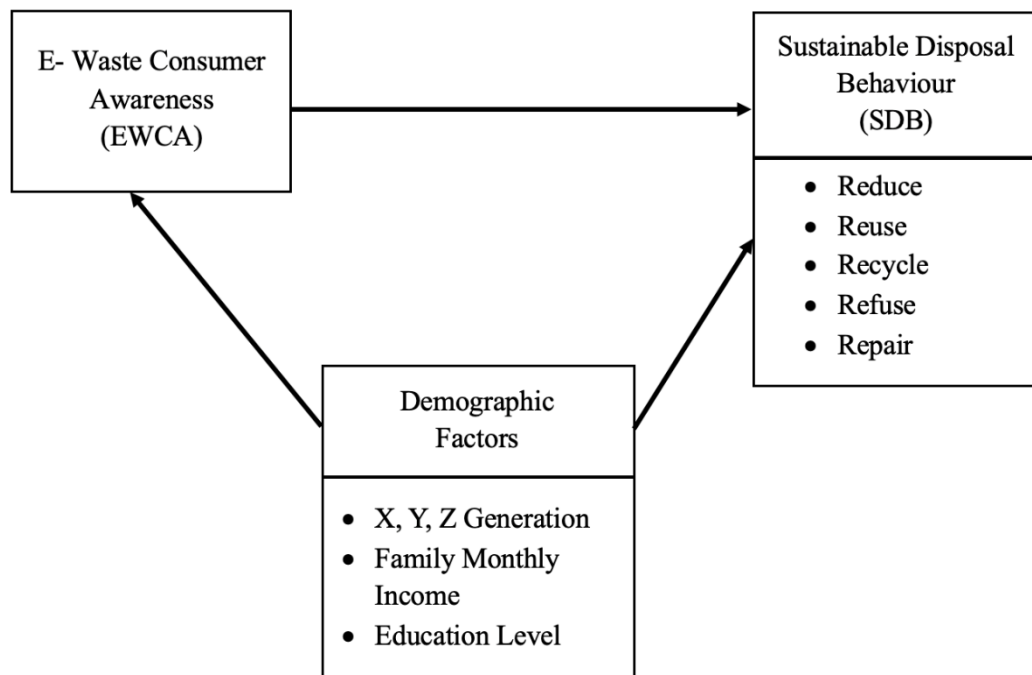 E- Waste Consumer
Awareness
(EWCA)
Sustainable Disposal
Behaviour
(SDB)
• Reduce
• Reuse
• Recycle
• Refuse
• Repair
Demographic
Factors
• X, Y, Z Generation
• Family Monthly
Income
• Education Level